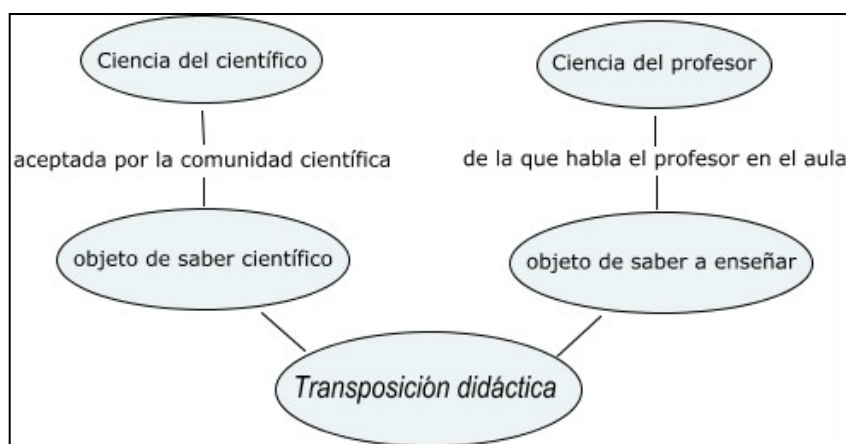 Ciencia del científico
Ciencia del profesor
aceptada por la comunidad científica
de la que habla el profesor en el aula
objeto de saber científico
objeto de saber a enseñar
Transposición didáctica